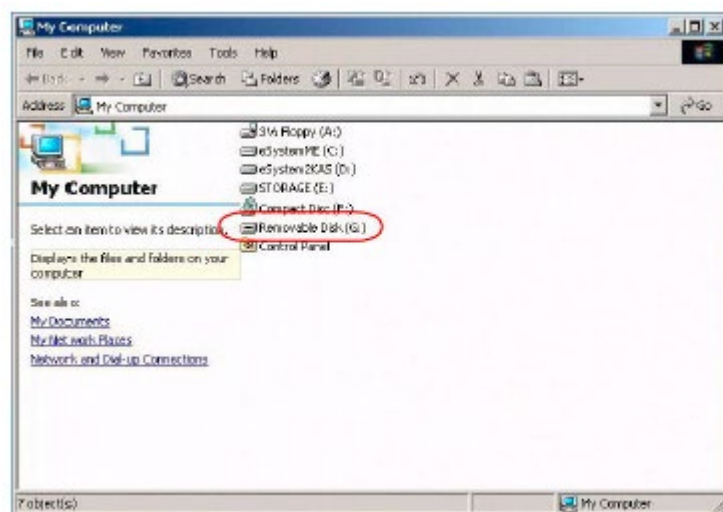 My Computer
File Edit View Favorites Tools Help
Back Search Folders
Address My Computer Go
3½ Floppy (A:)
eSystemME (C:)
eSystem2KAS (D:)
STORAGE (E:)
Compact Disc (F:)
Removable Disk (G:)
Control Panel
My Computer
Select an item to view its description.
Displays the files and folders on your
computer
See also:
My Documents
My Network Places
Network and Dial-up Connections
7 object(s) My Computer